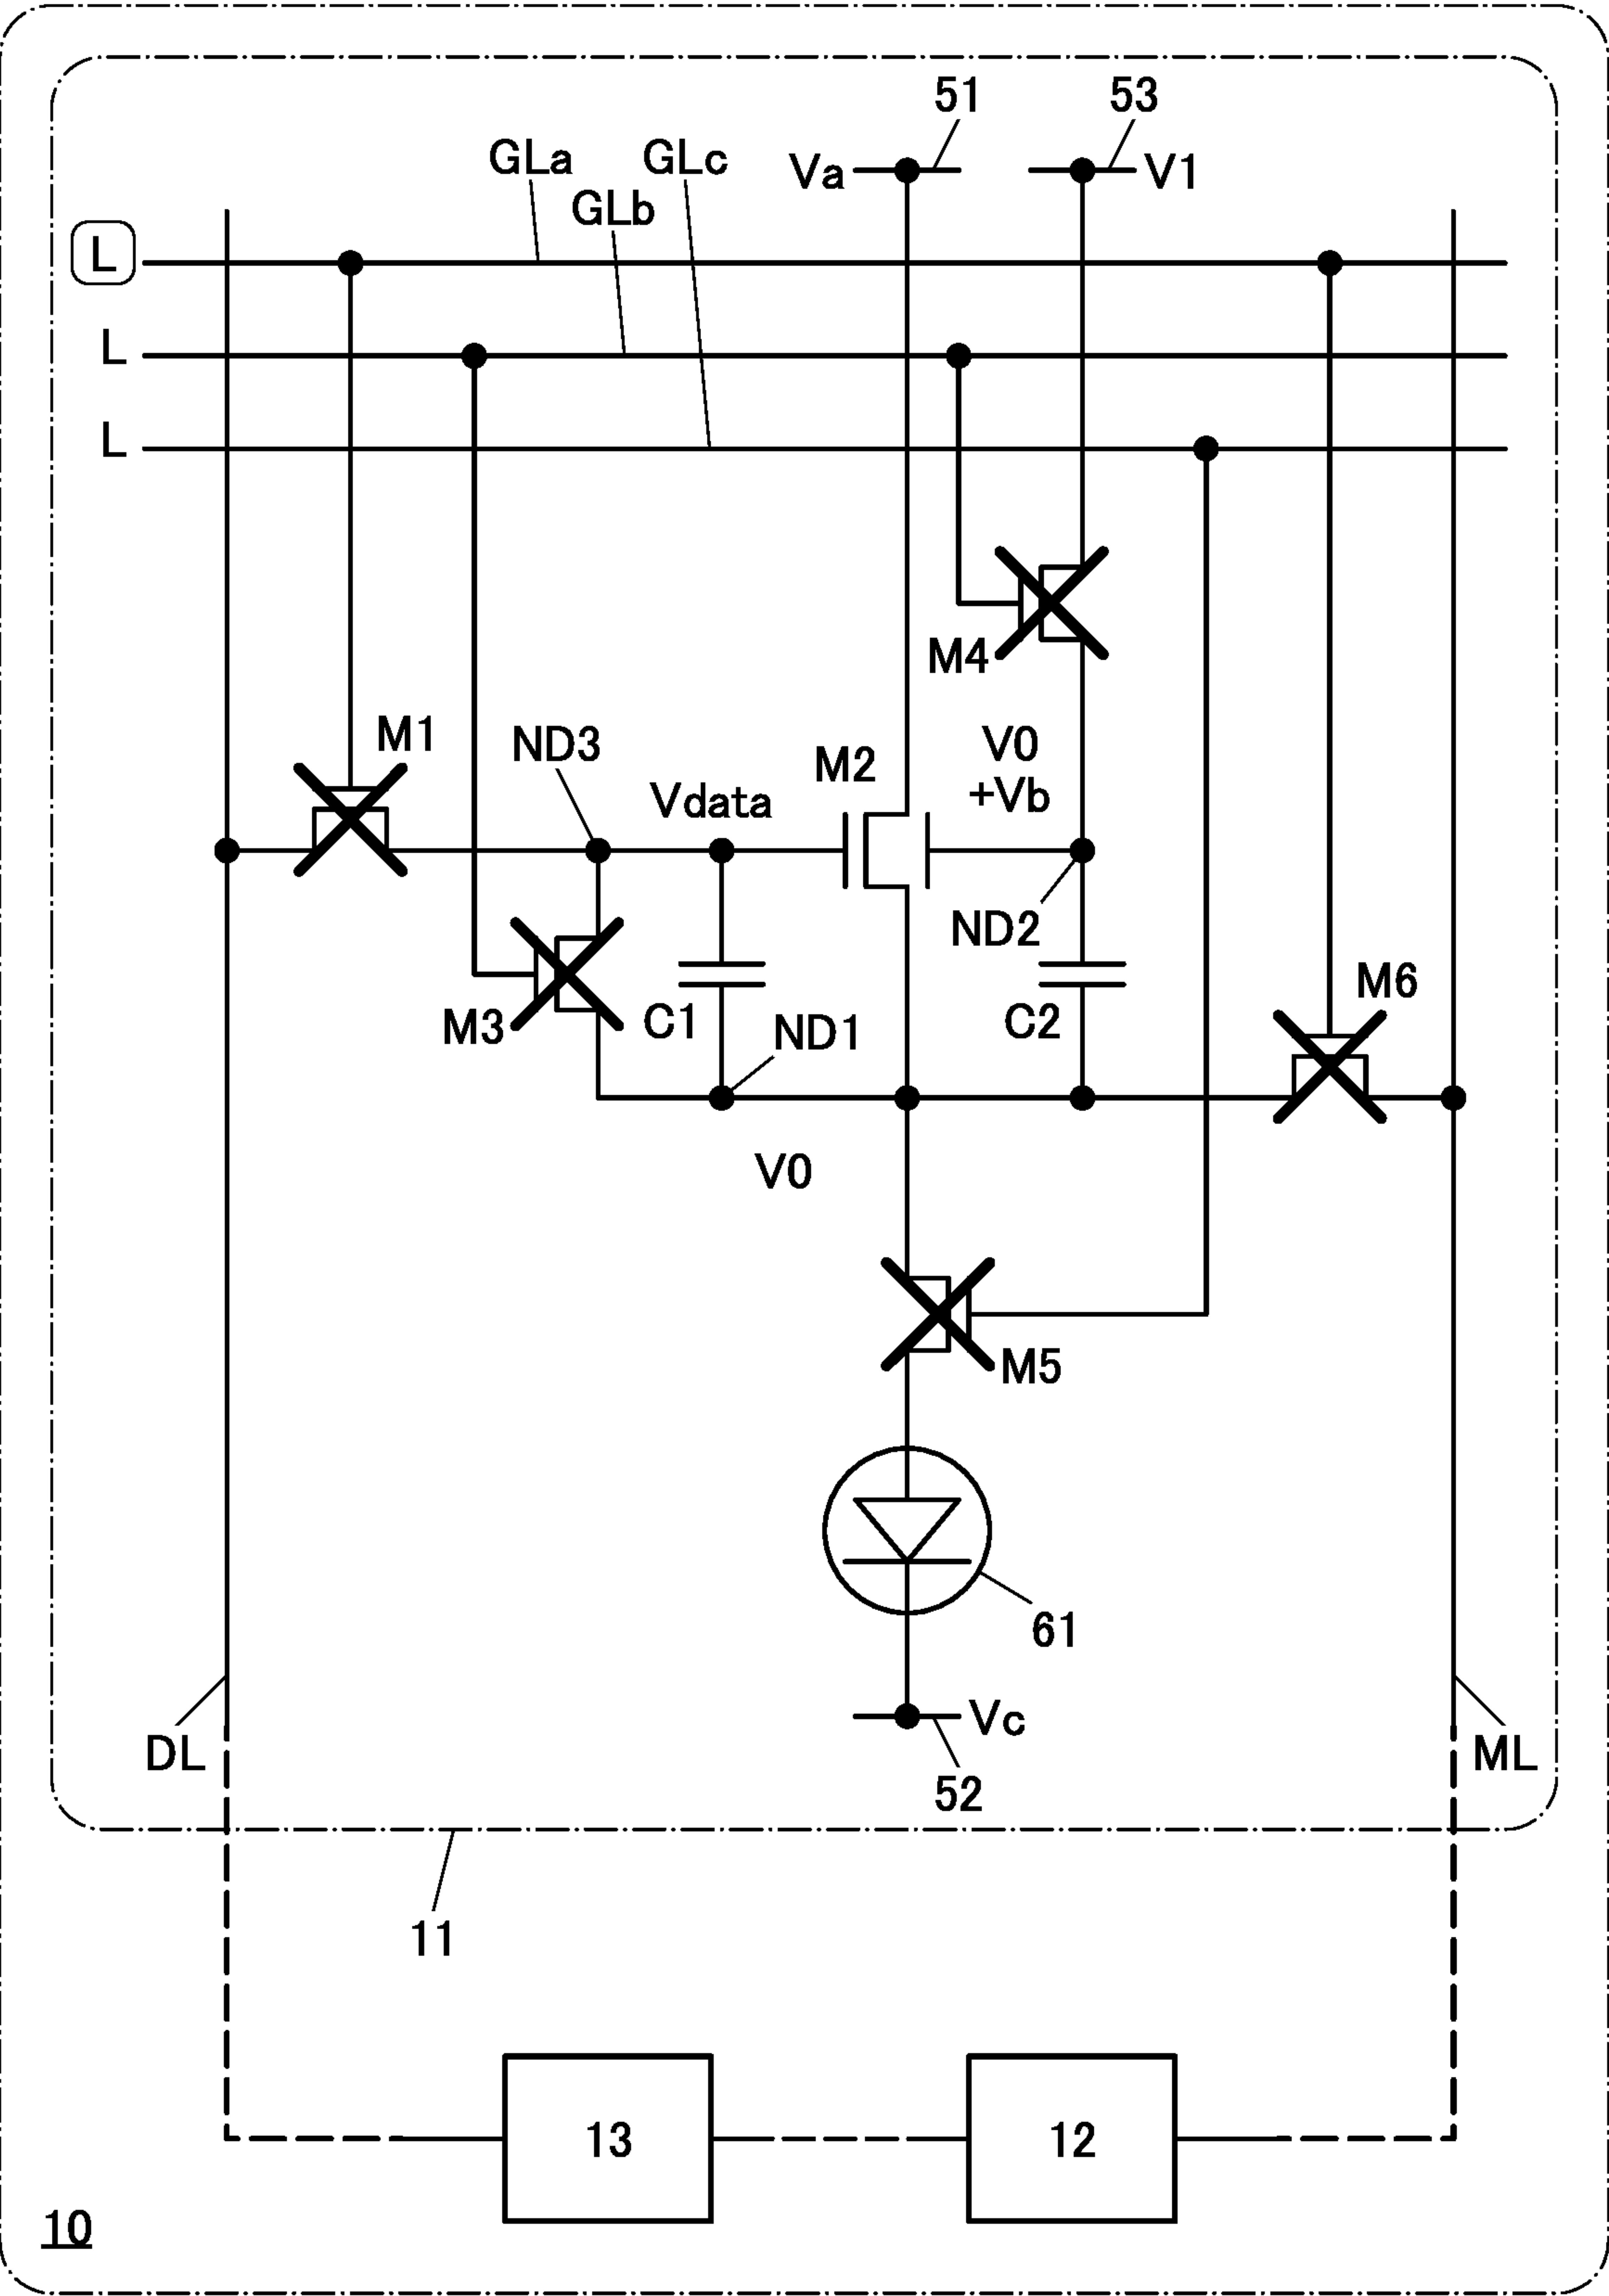 51
53
GLa
GLc
Va
V1
GLb
L
L
L
M4
M1
ND3
M2
V0
+Vb
Vdata
ND2
M6
M3
C1
ND1
C2
V0
M5
61
Vc
DL
ML
52
11
13
12
10